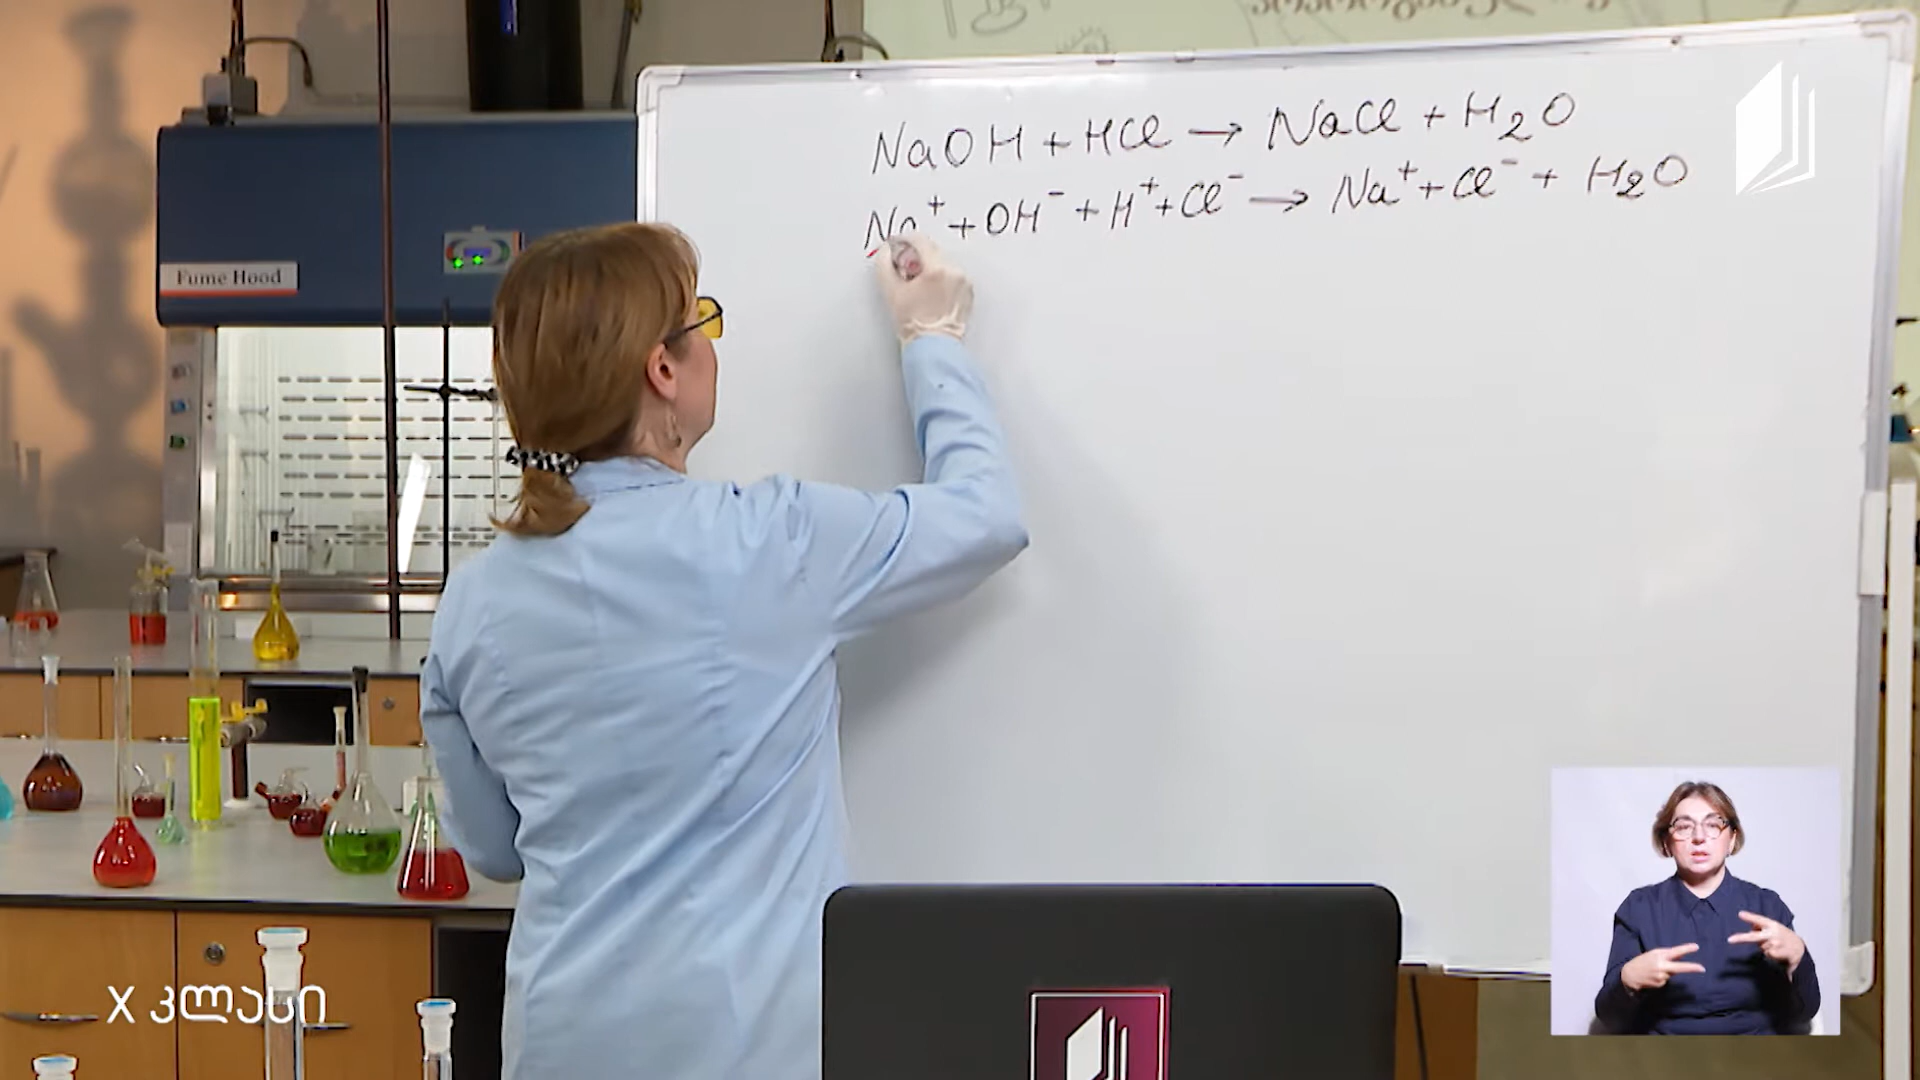 NaOH + HCl → NaCl + H₂O
Na⁺ + OH⁻ + H⁺ + Cl⁻ → Na⁺ + Cl⁻ + H₂O
Fume Hood
X კლასი